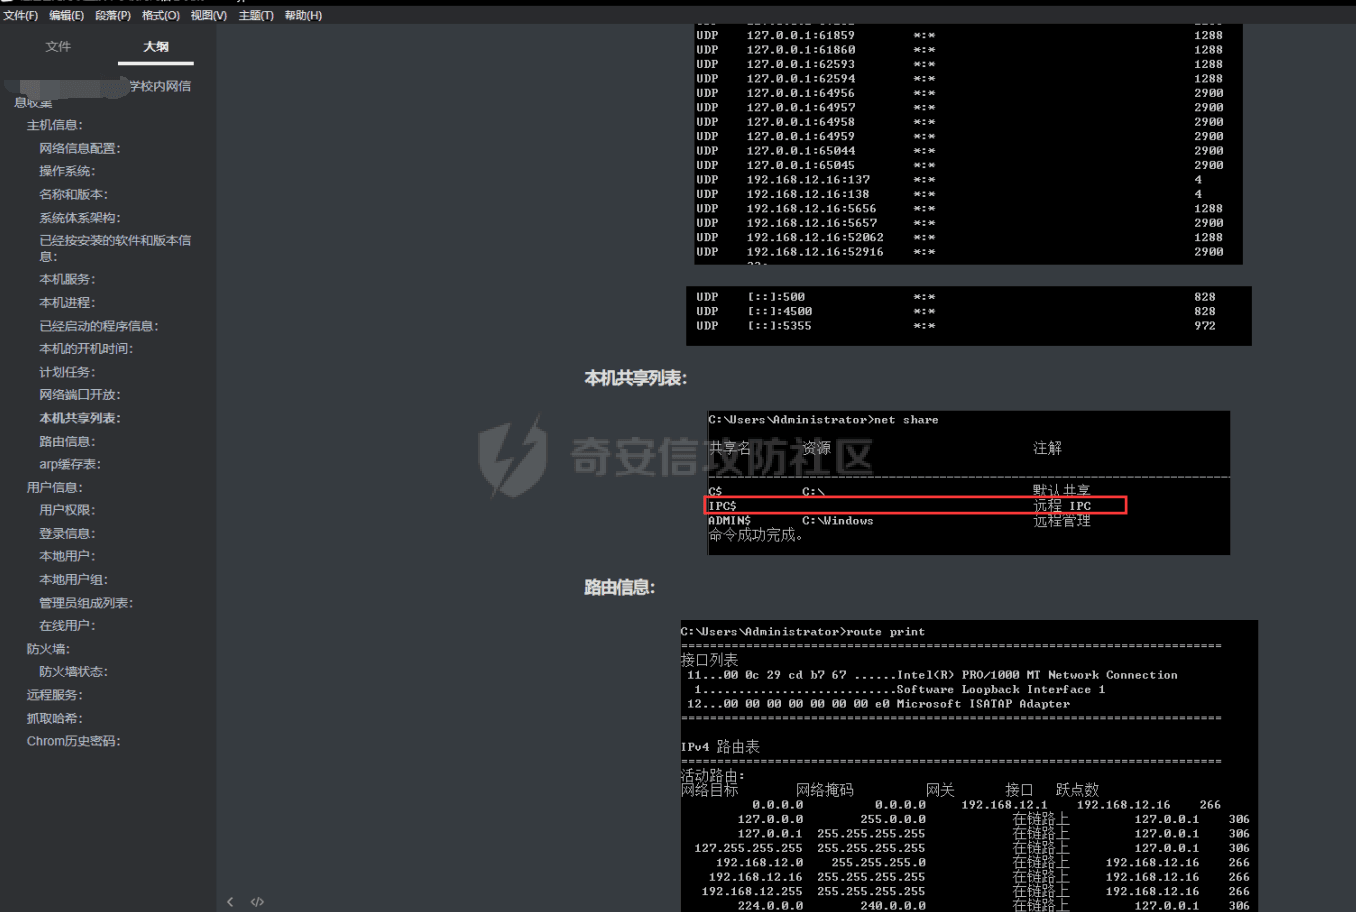 文件(F) 编辑(E) 段落(P) 格式(O) 视图(V) 主题(T) 帮助(H)
文件 大纲
学校内网信
息收集
主机信息：
网络信息配置：
操作系统：
名称和版本：
系统体系架构：
已经按安装的软件和版本信
息：
本机服务：
本机进程：
已经启动的程序信息：
本机的开机时间：
计划任务：
网络端口开放：
本机共享列表：
路由信息：
arp缓存表：
用户信息：
用户权限：
登录信息：
本地用户：
本地用户组：
管理员组成列表：
在线用户：
防火墙：
防火墙状态：
远程服务：
抓取哈希：
Chrom历史密码：
UDP 127.0.0.1:61859 *:* 1288
UDP 127.0.0.1:61860 *:* 1288
UDP 127.0.0.1:62593 *:* 1288
UDP 127.0.0.1:62594 *:* 1288
UDP 127.0.0.1:64956 *:* 2900
UDP 127.0.0.1:64957 *:* 2900
UDP 127.0.0.1:64958 *:* 2900
UDP 127.0.0.1:64959 *:* 2900
UDP 127.0.0.1:65044 *:* 2900
UDP 127.0.0.1:65045 *:* 2900
UDP 192.168.12.16:137 *:* 4
UDP 192.168.12.16:138 *:* 4
UDP 192.168.12.16:5656 *:* 1288
UDP 192.168.12.16:5657 *:* 2900
UDP 192.168.12.16:52062 *:* 1288
UDP 192.168.12.16:52916 *:* 2900
UDP [::]:500 *:* 828
UDP [::]:4500 *:* 828
UDP [::]:5355 *:* 972
本机共享列表：
C:\Users\Administrator>net share
共享名 资源 注解
-------------------------------------------------------------------------------
C$ C:\ 默认共享
IPC$ 远程 IPC
ADMIN$ C:\Windows 远程管理
命令成功完成。
奇安信攻防社区
路由信息：
C:\Users\Administrator>route print
===========================================================================
接口列表
11...00 0c 29 cd b7 67 ......Intel(R) PRO/1000 MT Network Connection
1...........................Software Loopback Interface 1
12...00 00 00 00 00 00 00 e0 Microsoft ISATAP Adapter
===========================================================================
IPv4 路由表
===========================================================================
活动路由:
网络目标 网络掩码 网关 接口 跃点数
0.0.0.0 0.0.0.0 192.168.12.1 192.168.12.16 266
127.0.0.0 255.0.0.0 在链路上 127.0.0.1 306
127.0.0.1 255.255.255.255 在链路上 127.0.0.1 306
127.255.255.255 255.255.255.255 在链路上 127.0.0.1 306
192.168.12.0 255.255.255.0 在链路上 192.168.12.16 266
192.168.12.16 255.255.255.255 在链路上 192.168.12.16 266
192.168.12.255 255.255.255.255 在链路上 192.168.12.16 266
224.0.0.0 240.0.0.0 在链路上 127.0.0.1 306